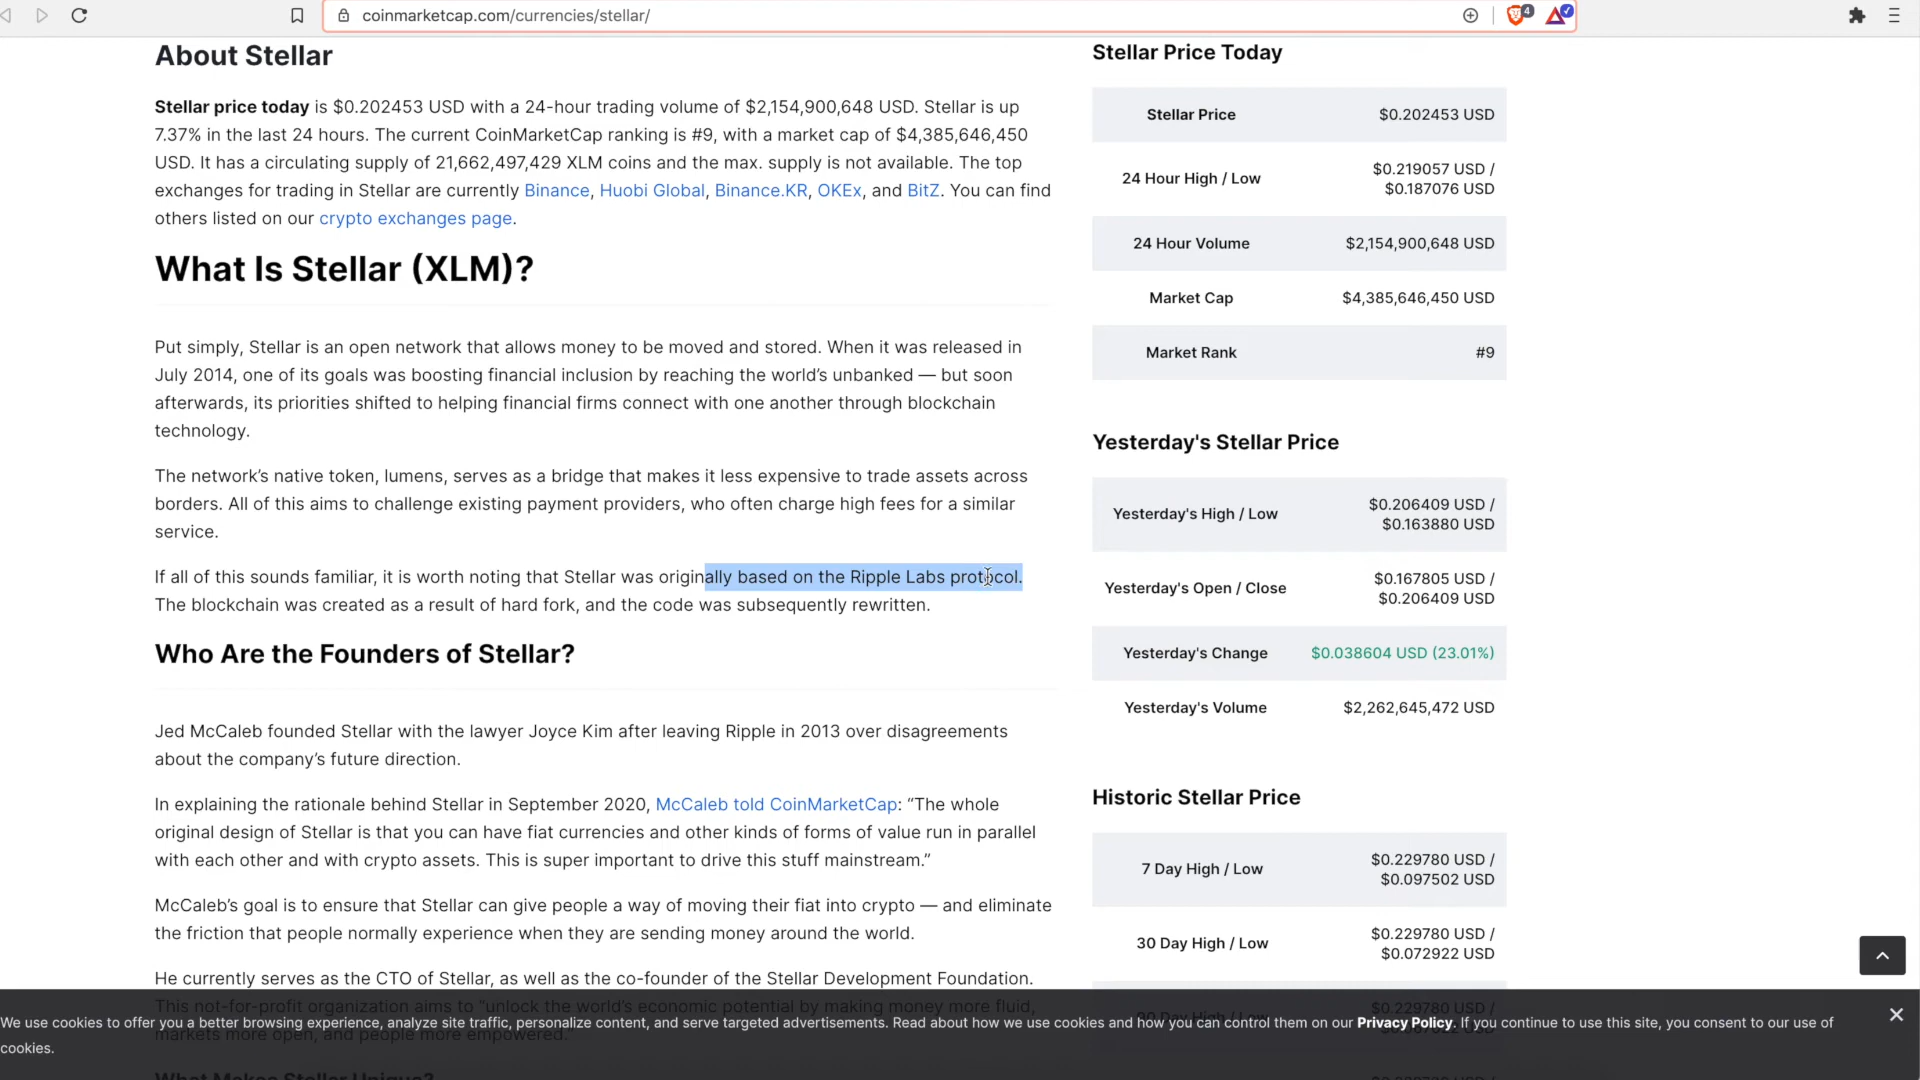 coinmarketcap.com/currencies/stellar/
4
About Stellar
Stellar price today is $0.202453 USD with a 24-hour trading volume of $2,154,900,648 USD. Stellar is up
7.37% in the last 24 hours. The current CoinMarketCap ranking is #9, with a market cap of $4,385,646,450
USD. It has a circulating supply of 21,662,497,429 XLM coins and the max. supply is not available. The top
exchanges for trading in Stellar are currently Binance, Huobi Global, Binance.KR, OKEx, and BitZ. You can find
others listed on our crypto exchanges page.
What Is Stellar (XLM)?
Put simply, Stellar is an open network that allows money to be moved and stored. When it was released in
July 2014, one of its goals was boosting financial inclusion by reaching the world’s unbanked — but soon
afterwards, its priorities shifted to helping financial firms connect with one another through blockchain
technology.
The network’s native token, lumens, serves as a bridge that makes it less expensive to trade assets across
borders. All of this aims to challenge existing payment providers, who often charge high fees for a similar
service.
If all of this sounds familiar, it is worth noting that Stellar was originally based on the Ripple Labs protocol.
The blockchain was created as a result of hard fork, and the code was subsequently rewritten.
Who Are the Founders of Stellar?
Jed McCaleb founded Stellar with the lawyer Joyce Kim after leaving Ripple in 2013 over disagreements
about the company’s future direction.
In explaining the rationale behind Stellar in September 2020, McCaleb told CoinMarketCap: “The whole
original design of Stellar is that you can have fiat currencies and other kinds of forms of value run in parallel
with each other and with crypto assets. This is super important to drive this stuff mainstream.”
McCaleb’s goal is to ensure that Stellar can give people a way of moving their fiat into crypto — and eliminate
the friction that people normally experience when they are sending money around the world.
He currently serves as the CTO of Stellar, as well as the co-founder of the Stellar Development Foundation.
This not-for-profit organization aims to “unlock the world’s economic potential by making money more fluid,
markets more open, and people more empowered.”
What Makes Stellar Unique?
Stellar Price Today
Stellar Price $0.202453 USD
24 Hour High / Low $0.219057 USD /
$0.187076 USD
24 Hour Volume $2,154,900,648 USD
Market Cap $4,385,646,450 USD
Market Rank #9
Yesterday's Stellar Price
Yesterday's High / Low $0.206409 USD /
$0.163880 USD
Yesterday's Open / Close $0.167805 USD /
$0.206409 USD
Yesterday's Change $0.038604 USD (23.01%)
Yesterday's Volume $2,262,645,472 USD
Historic Stellar Price
7 Day High / Low $0.229780 USD /
$0.097502 USD
30 Day High / Low $0.229780 USD /
$0.072922 USD
90 Day High / Low $0.229780 USD /
We use cookies to offer you a better browsing experience, analyze site traffic, personalize content, and serve targeted advertisements. Read about how we use cookies and how you can control them on our Privacy Policy. If you continue to use this site, you consent to our use of
cookies.